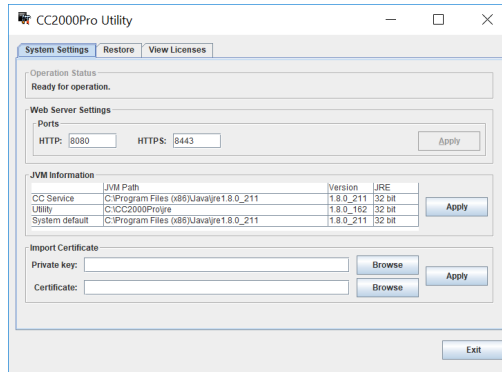 CC2000Pro Utility
System Settings Restore View Licenses
Operation Status
Ready for operation.
Web Server Settings
Ports
HTTP: 8080 HTTPS: 8443 Apply
JVM Information
JVM Path Version JRE
CC Service C:\Program Files (x86)\Java\jre1.8.0_211 1.8.0_211 32 bit
Utility C:\CC2000Pro\jre 1.8.0_162 32 bit
System default C:\Program Files (x86)\Java\jre1.8.0_211 1.8.0_211 32 bit
Apply
Import Certificate
Private key: Browse
Certificate: Browse
Apply
Exit